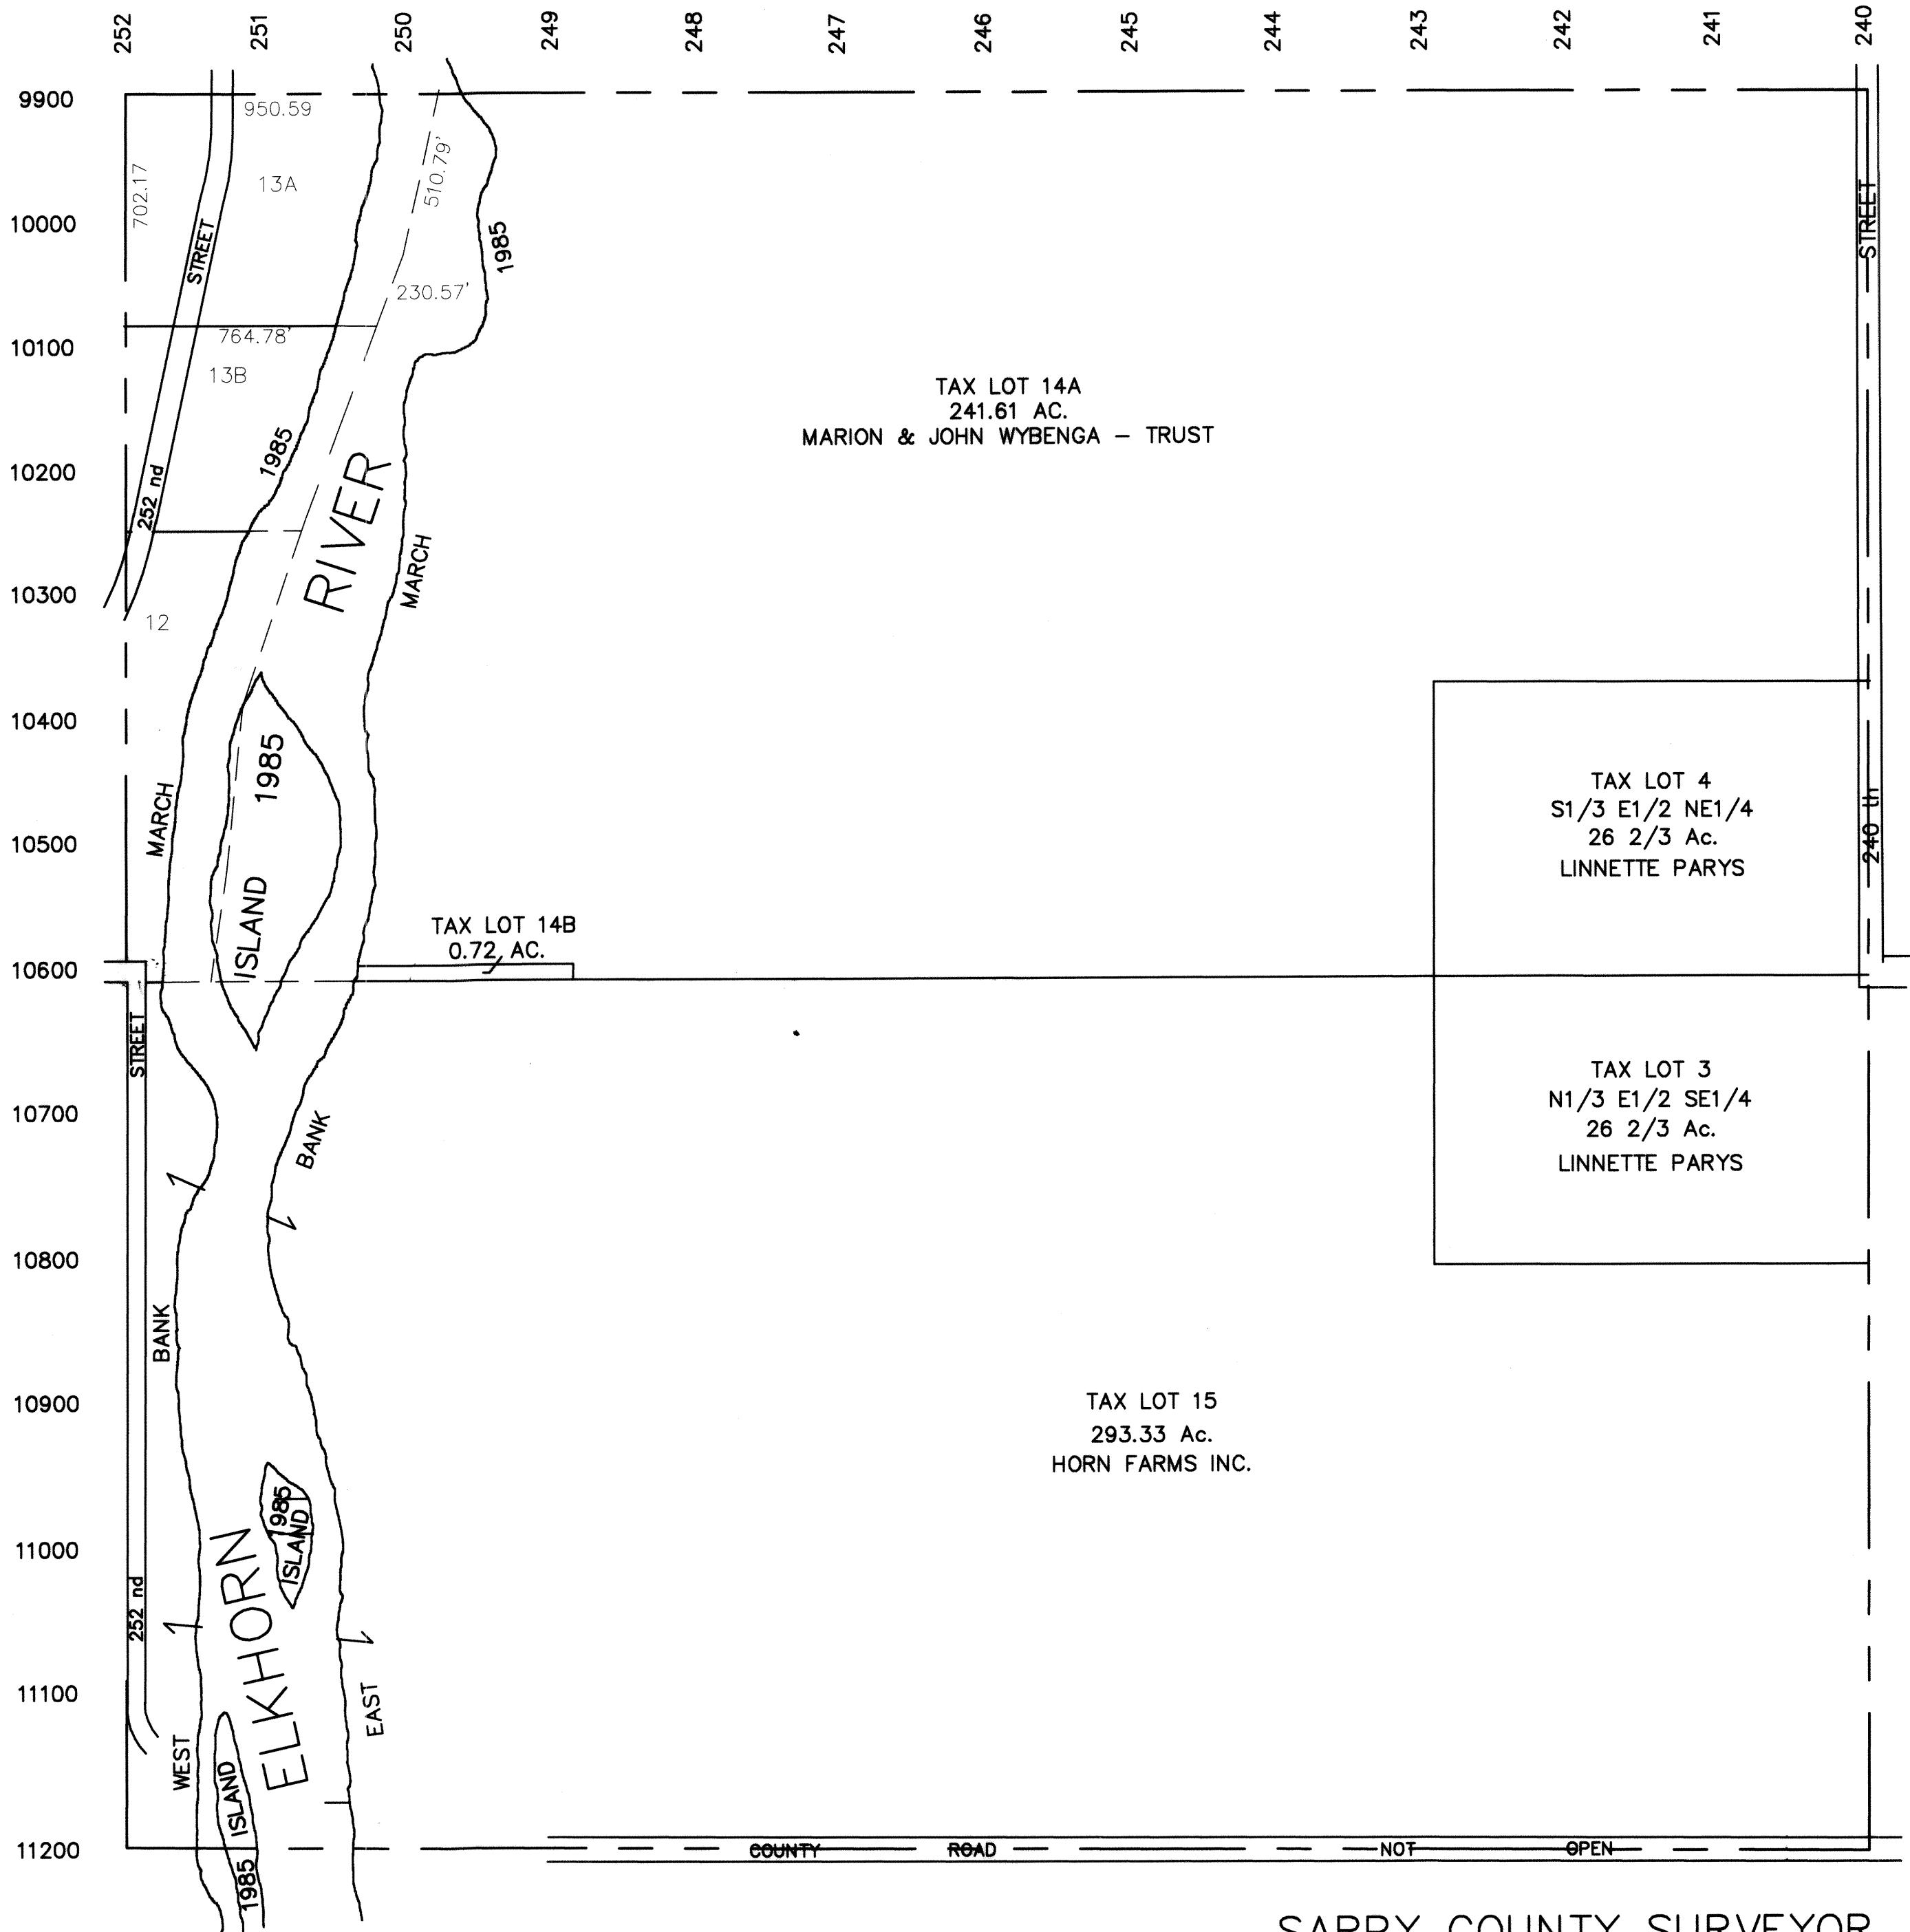 252
251
250
249
248
247
246
245
244
243
242
241
240
9900
10000
10100
10200
10300
10400
10500
10600
10700
10800
10900
11000
11100
11200
950.59
702.17
13A
510.79'
STREET
1985
230.57'
764.78'
13B
1985
252 nd
RIVER
MARCH
12
TAX LOT 14A
241.61 AC.
MARION & JOHN WYBENGA – TRUST
STREET
240 th
TAX LOT 4
S1/3 E1/2 NE1/4
26 2/3 Ac.
LINNETTE PARYS
MARCH
ISLAND 1985
TAX LOT 14B
0.72 AC.
STREET
BANK
TAX LOT 3
N1/3 E1/2 SE1/4
26 2/3 Ac.
LINNETTE PARYS
BANK
TAX LOT 15
293.33 Ac.
HORN FARMS INC.
1985
ISLAND
252 nd
ELKHORN
EAST
WEST
1985 ISLAND
COUNTY ROAD NOT OPEN
SARPY COUNTY SURVEYOR